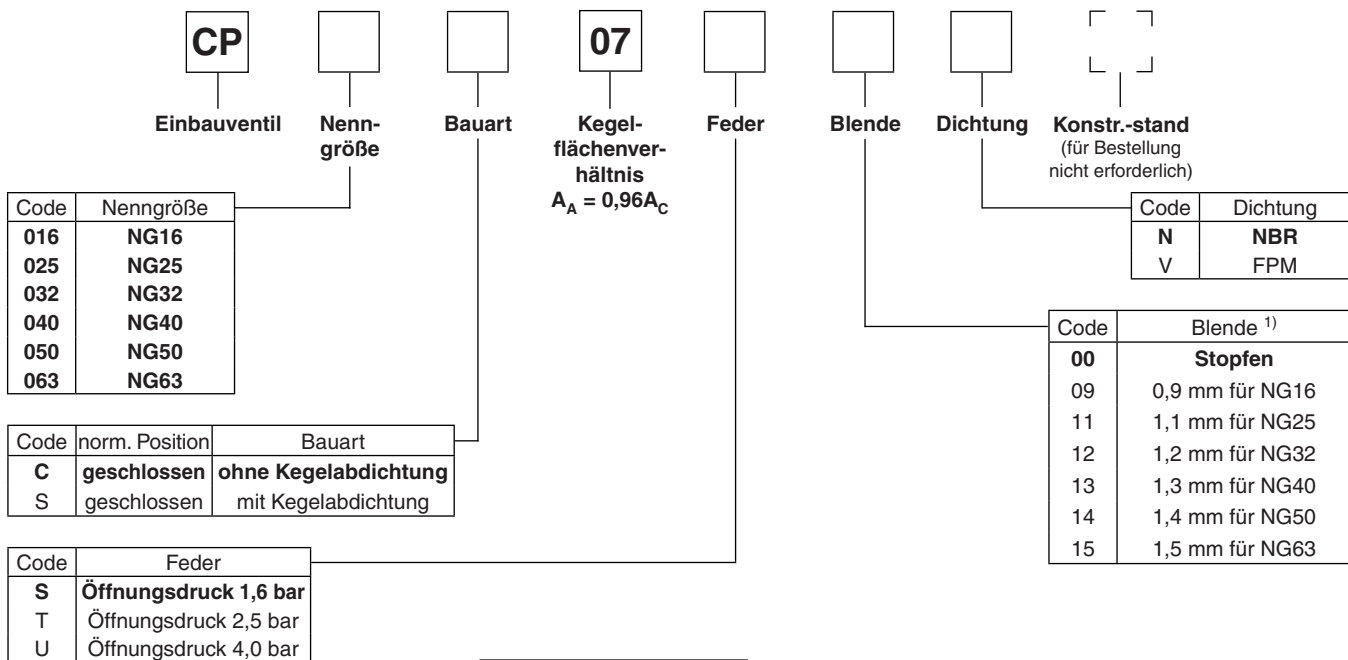 CP 07
Einbauventil
Nenn-
größe
Bauart
Kegel-
flächenver-
hältnis
A_A = 0,96A_C
Feder
Blende
Dichtung
Konstr.-stand
(für Bestellung
nicht erforderlich)
Code Nenngröße
016 NG16
025 NG25
032 NG32
040 NG40
050 NG50
063 NG63
Code norm. Position Bauart
C geschlossen ohne Kegelabdichtung
S geschlossen mit Kegelabdichtung
Code Feder
S Öffnungsdruck 1,6 bar
T Öffnungsdruck 2,5 bar
U Öffnungsdruck 4,0 bar
Code Dichtung
N NBR
V FPM
Code Blende 1)
00 Stopfen
09 0,9 mm für NG16
11 1,1 mm für NG25
12 1,2 mm für NG32
13 1,3 mm für NG40
14 1,4 mm für NG50
15 1,5 mm für NG63